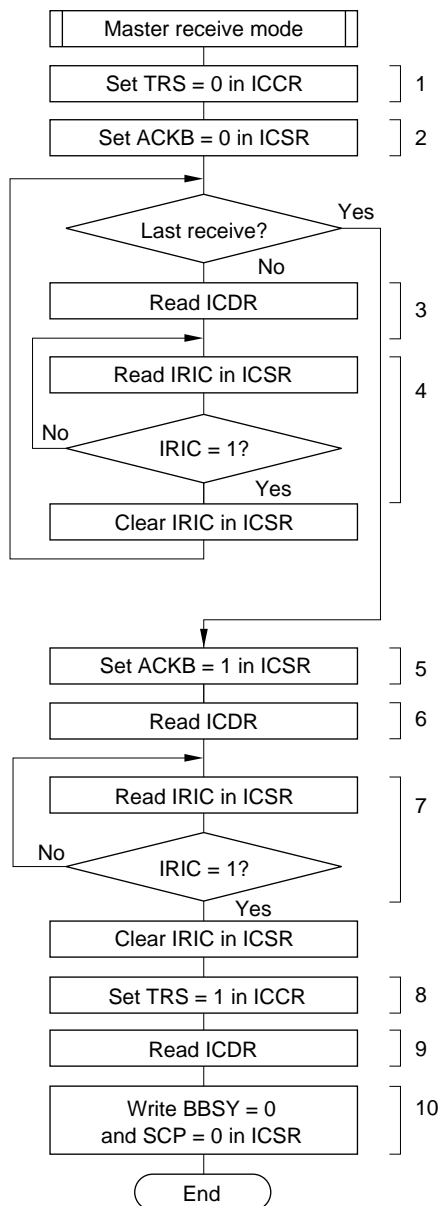 Master receive mode
Set TRS = 0 in ICCR
1
Set ACKB = 0 in ICSR
2
Last receive?
Yes
No
Read ICDR
3
Read IRIC in ICSR
4
No
IRIC = 1?
Yes
Clear IRIC in ICSR
Set ACKB = 1 in ICSR
5
Read ICDR
6
Read IRIC in ICSR
7
No
IRIC = 1?
Yes
Clear IRIC in ICSR
Set TRS = 1 in ICCR
8
Read ICDR
9
Write BBSY = 0
and SCP = 0 in ICSR
10
End